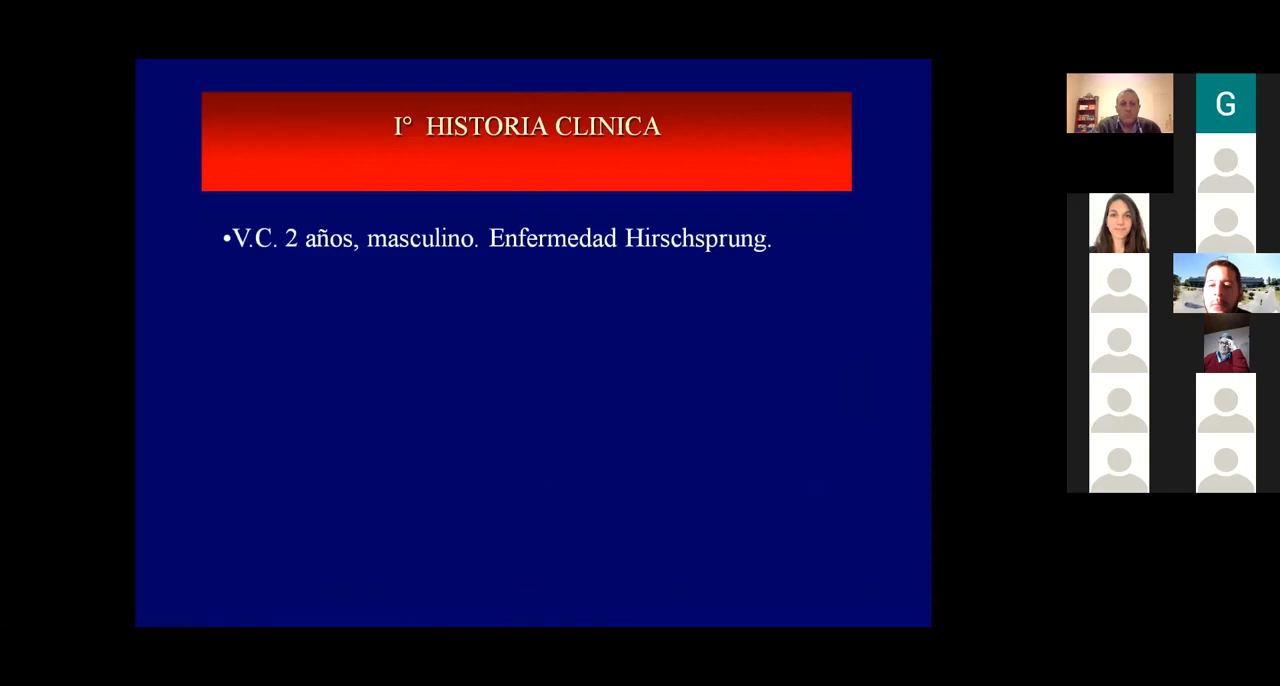 I° HISTORIA CLINICA
•V.C. 2 años, masculino. Enfermedad Hirschsprung.
G